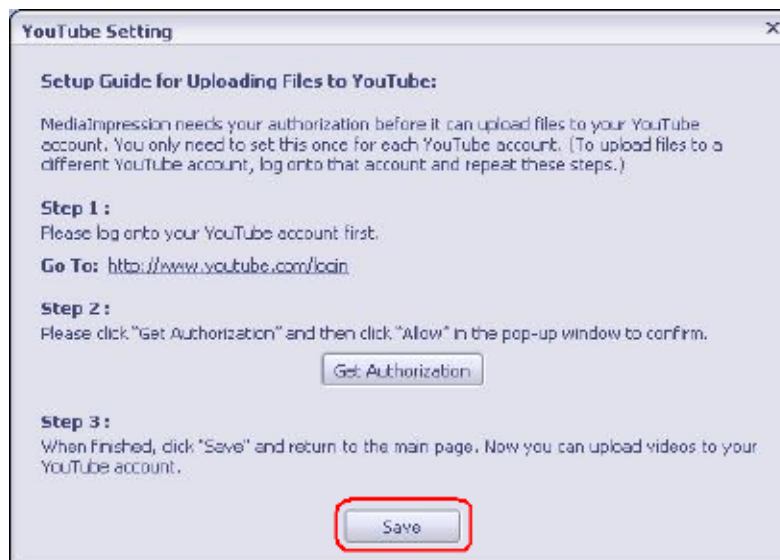 YouTube Setting
Setup Guide for Uploading Files to YouTube:
MediaImpression needs your authorization before it can upload files to your YouTube
account. You only need to set this once for each YouTube account. (To upload files to a
different YouTube account, log onto that account and repeat these steps.)
Step 1 :
Please log onto your YouTube account first.
Go To: http://www.youtube.com/login
Step 2 :
Please click "Get Authorization" and then click "Allow" in the pop-up window to confirm.
Get Authorization
Step 3 :
When finished, click "Save" and return to the main page. Now you can upload videos to your
YouTube account.
Save